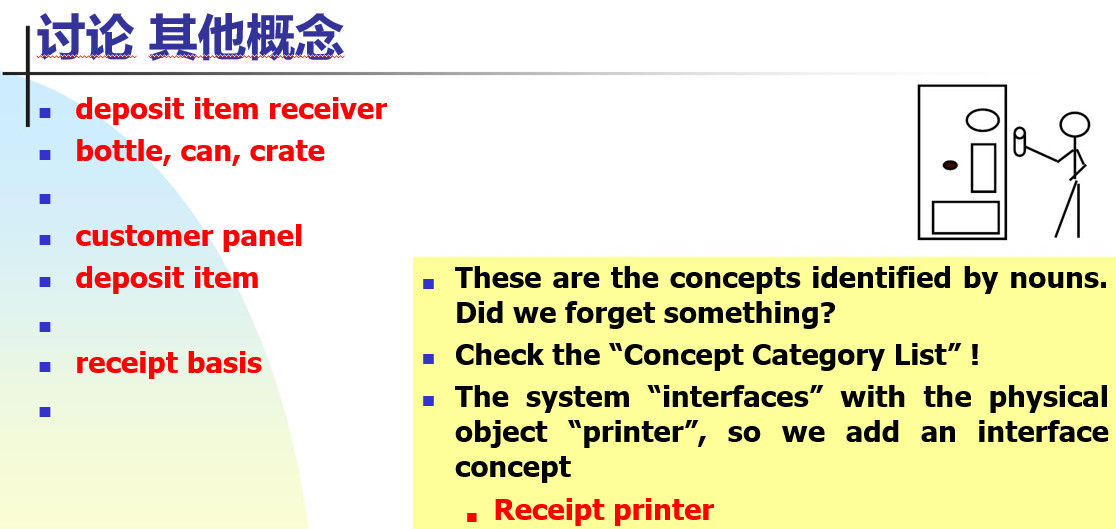 讨论 其他概念
deposit item receiver
bottle, can, crate
customer panel
deposit item
receipt basis
These are the concepts identified by nouns.
Did we forget something?
Check the “Concept Category List” !
The system “interfaces” with the physical
object “printer”, so we add an interface
concept
Receipt printer